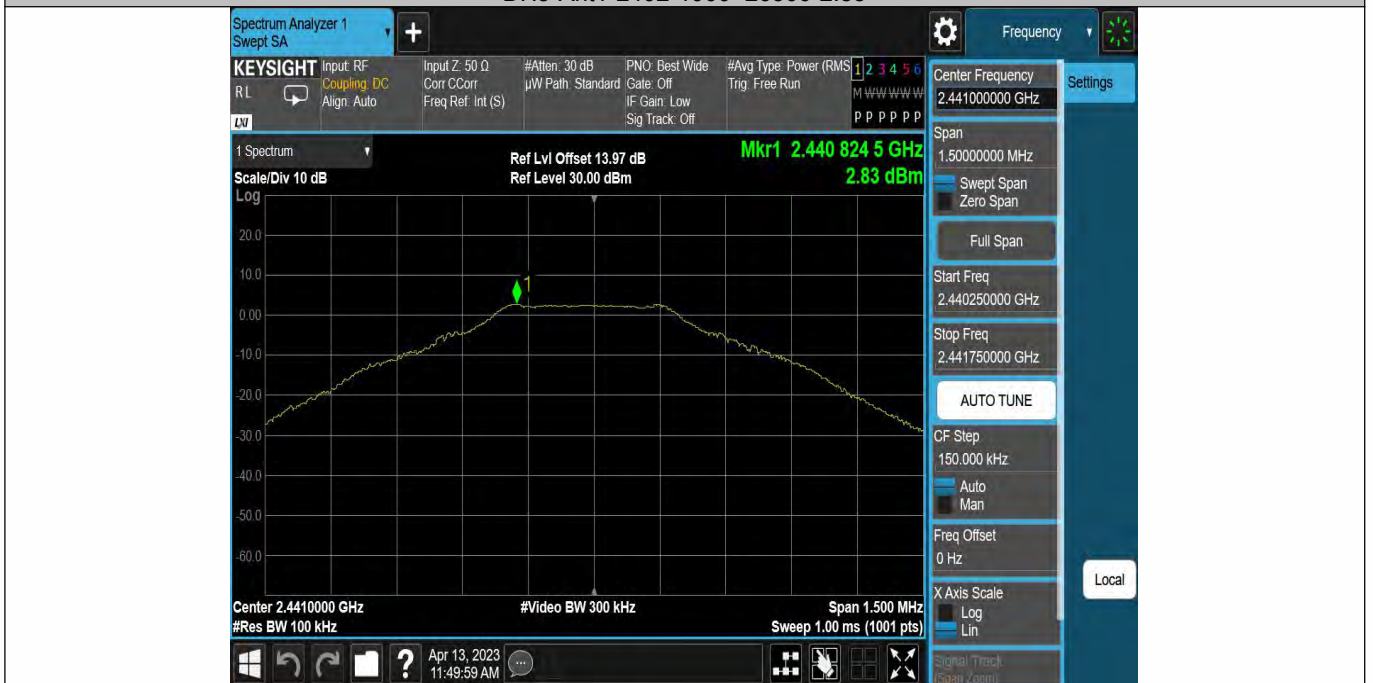 Spectrum Analyzer 1
Swept SA
+
Frequency
KEYSIGHT
RL
LXI
Input: RF
Coupling: DC
Align: Auto
Input Z: 50 Ω
Corr CCorr
Freq Ref: Int (S)
#Atten: 30 dB
µW Path: Standard
PNO: Best Wide
Gate: Off
IF Gain: Low
Sig Track: Off
#Avg Type: Power (RMS
Trig: Free Run
1 2 3 4 5 6
M W W W W W
P P P P P P
1 Spectrum
Scale/Div 10 dB
Log
Ref Lvl Offset 13.97 dB
Ref Level 30.00 dBm
Mkr1 2.440 824 5 GHz
2.83 dBm
20.0
10.0
1
0.00
-10.0
-20.0
-30.0
-40.0
-50.0
-60.0
Center 2.4410000 GHz
#Res BW 100 kHz
#Video BW 300 kHz
Span 1.500 MHz
Sweep 1.00 ms (1001 pts)
?
Apr 13, 2023
11:49:59 AM
Center Frequency
2.441000000 GHz
Settings
Span
1.50000000 MHz
Swept Span
Zero Span
Full Span
Start Freq
2.440250000 GHz
Stop Freq
2.441750000 GHz
AUTO TUNE
CF Step
150.000 kHz
Auto
Man
Freq Offset
0 Hz
X Axis Scale
Log
Lin
Signal Track
(Span Zoom)
Local